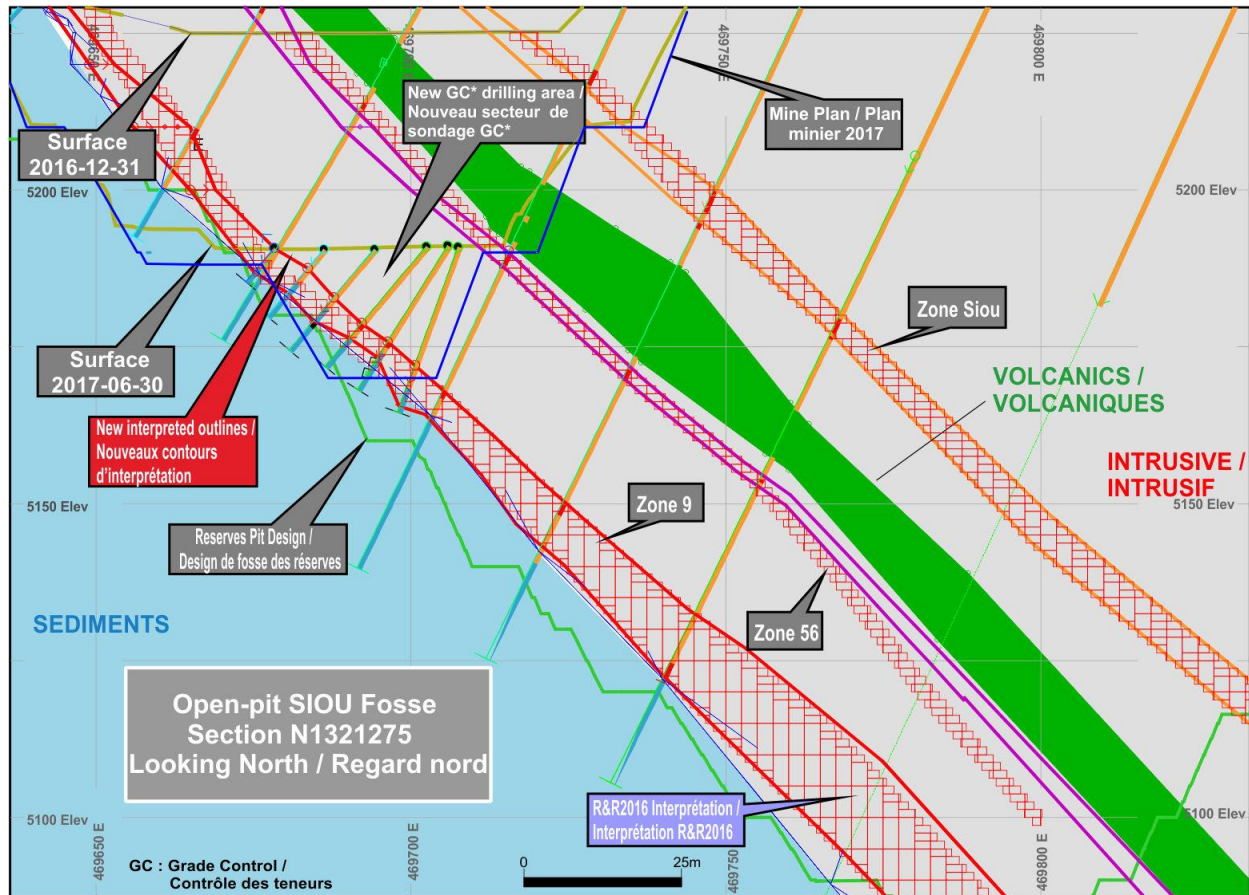 469650 E
469700 E
469750 E
469800 E
New GC* drilling area /
Nouveau secteur de
sondage GC*
Mine Plan / Plan
minier 2017
Surface
2016-12-31
5200 Elev
5200 Elev
Zone Siou
Surface
2017-06-30
VOLCANICS /
VOLCANIQUES
New interpreted outlines /
Nouveaux contours
d'interprétation
INTRUSIVE /
INTRUSIF
Zone 9
5150 Elev
5150 Elev
Reserves Pit Design /
Design de fosse des réserves
SEDIMENTS
Zone 56
Open-pit SIOU Fosse
Section N1321275
Looking North / Regard nord
R&R2016 Interprétation /
Interprétation R&R2016
5100 Elev
5100 Elev
469650 E
469700 E
469750 E
469800 E
GC : Grade Control /
Contrôle des teneurs
0
25m